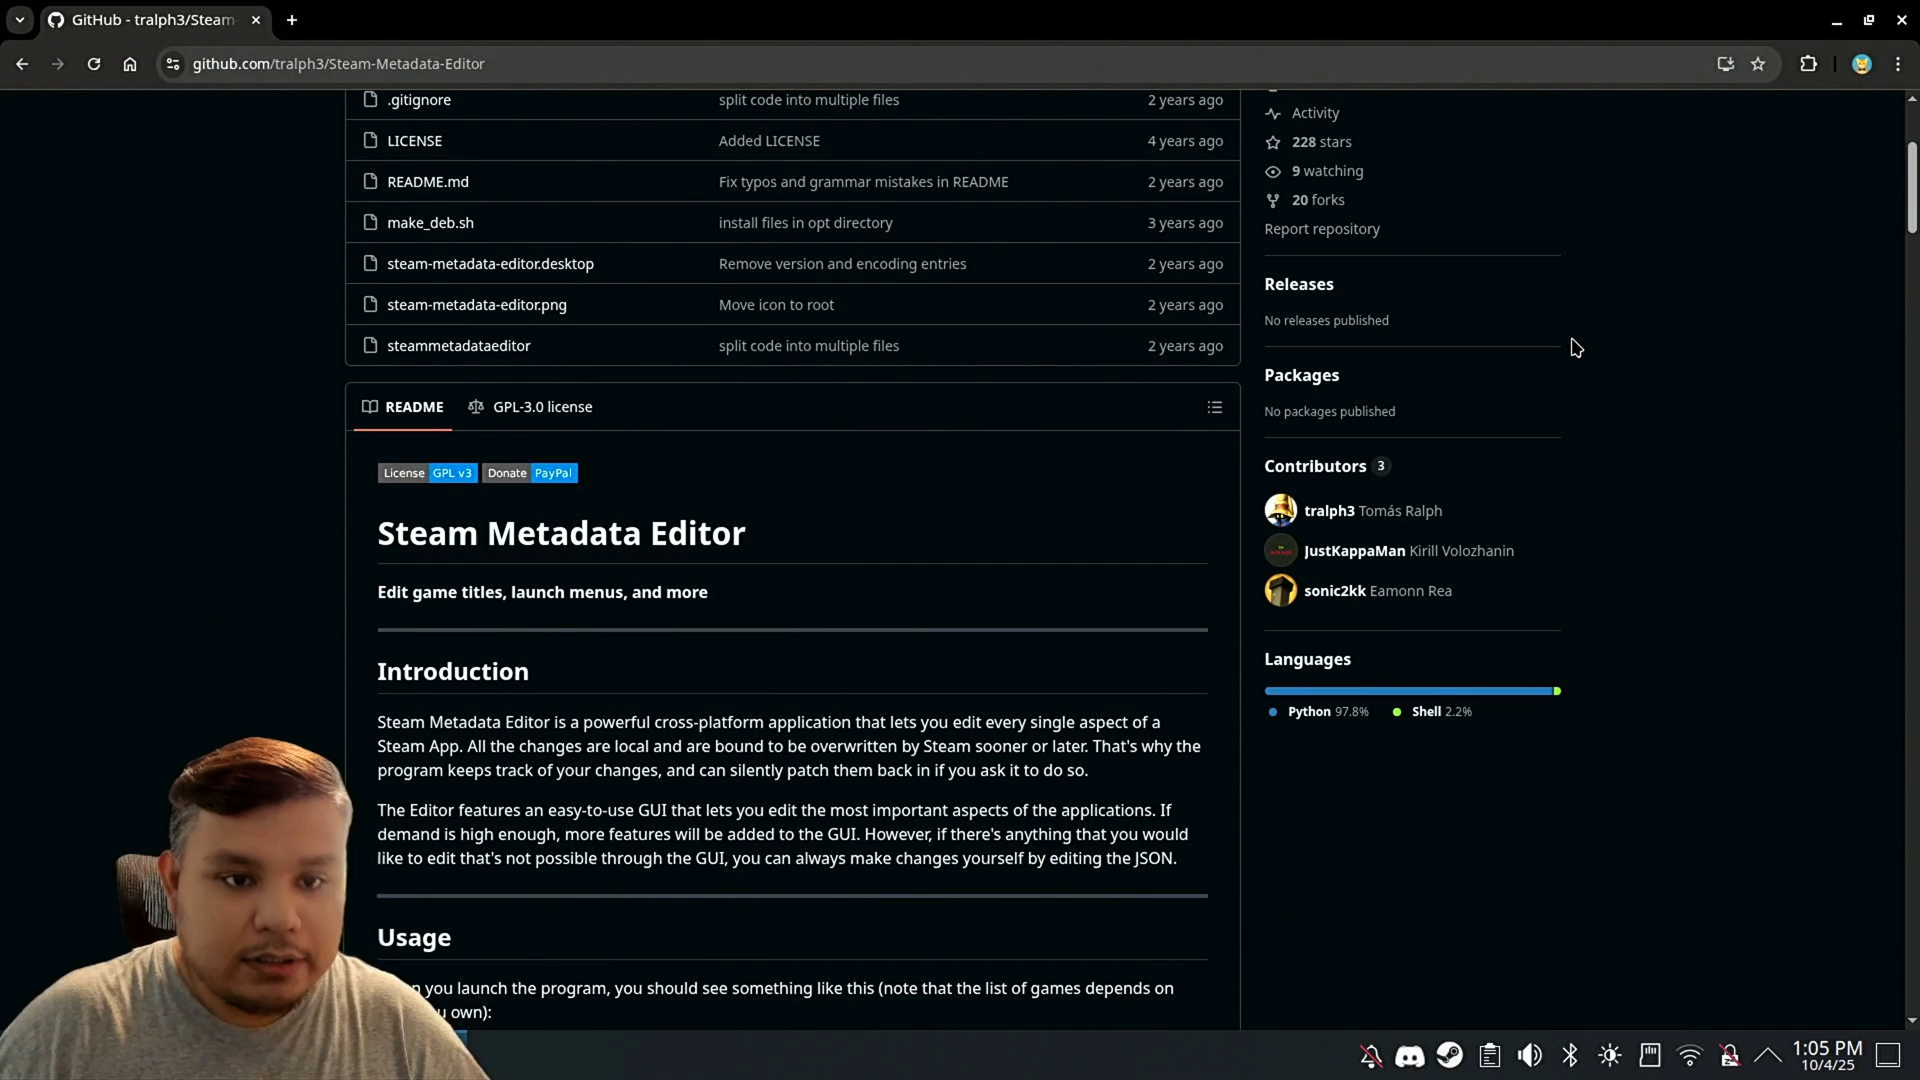 GitHub - tralph3/Steam-
github.com/tralph3/Steam-Metadata-Editor
.gitignore split code into multiple files 2 years ago
LICENSE Added LICENSE 4 years ago
README.md Fix typos and grammar mistakes in README 2 years ago
make_deb.sh install files in opt directory 3 years ago
steam-metadata-editor.desktop Remove version and encoding entries 2 years ago
steam-metadata-editor.png Move icon to root 2 years ago
steammetadataeditor split code into multiple files 2 years ago
README GPL-3.0 license
License GPL v3 Donate PayPal
Steam Metadata Editor
Edit game titles, launch menus, and more
Introduction
Steam Metadata Editor is a powerful cross-platform application that lets you edit every single aspect of a
Steam App. All the changes are local and are bound to be overwritten by Steam sooner or later. That's why the
program keeps track of your changes, and can silently patch them back in if you ask it to do so.
The Editor features an easy-to-use GUI that lets you edit the most important aspects of the applications. If
demand is high enough, more features will be added to the GUI. However, if there's anything that you would
like to edit that's not possible through the GUI, you can always make changes yourself by editing the JSON.
Usage
you launch the program, you should see something like this (note that the list of games depends on
own):
Activity
228 stars
9 watching
20 forks
Report repository
Releases
No releases published
Packages
No packages published
Contributors 3
tralph3 Tomás Ralph
JustKappaMan Kirill Volozhanin
sonic2kk Eamonn Rea
Languages
Python 97.8% Shell 2.2%
1:05 PM
10/4/25